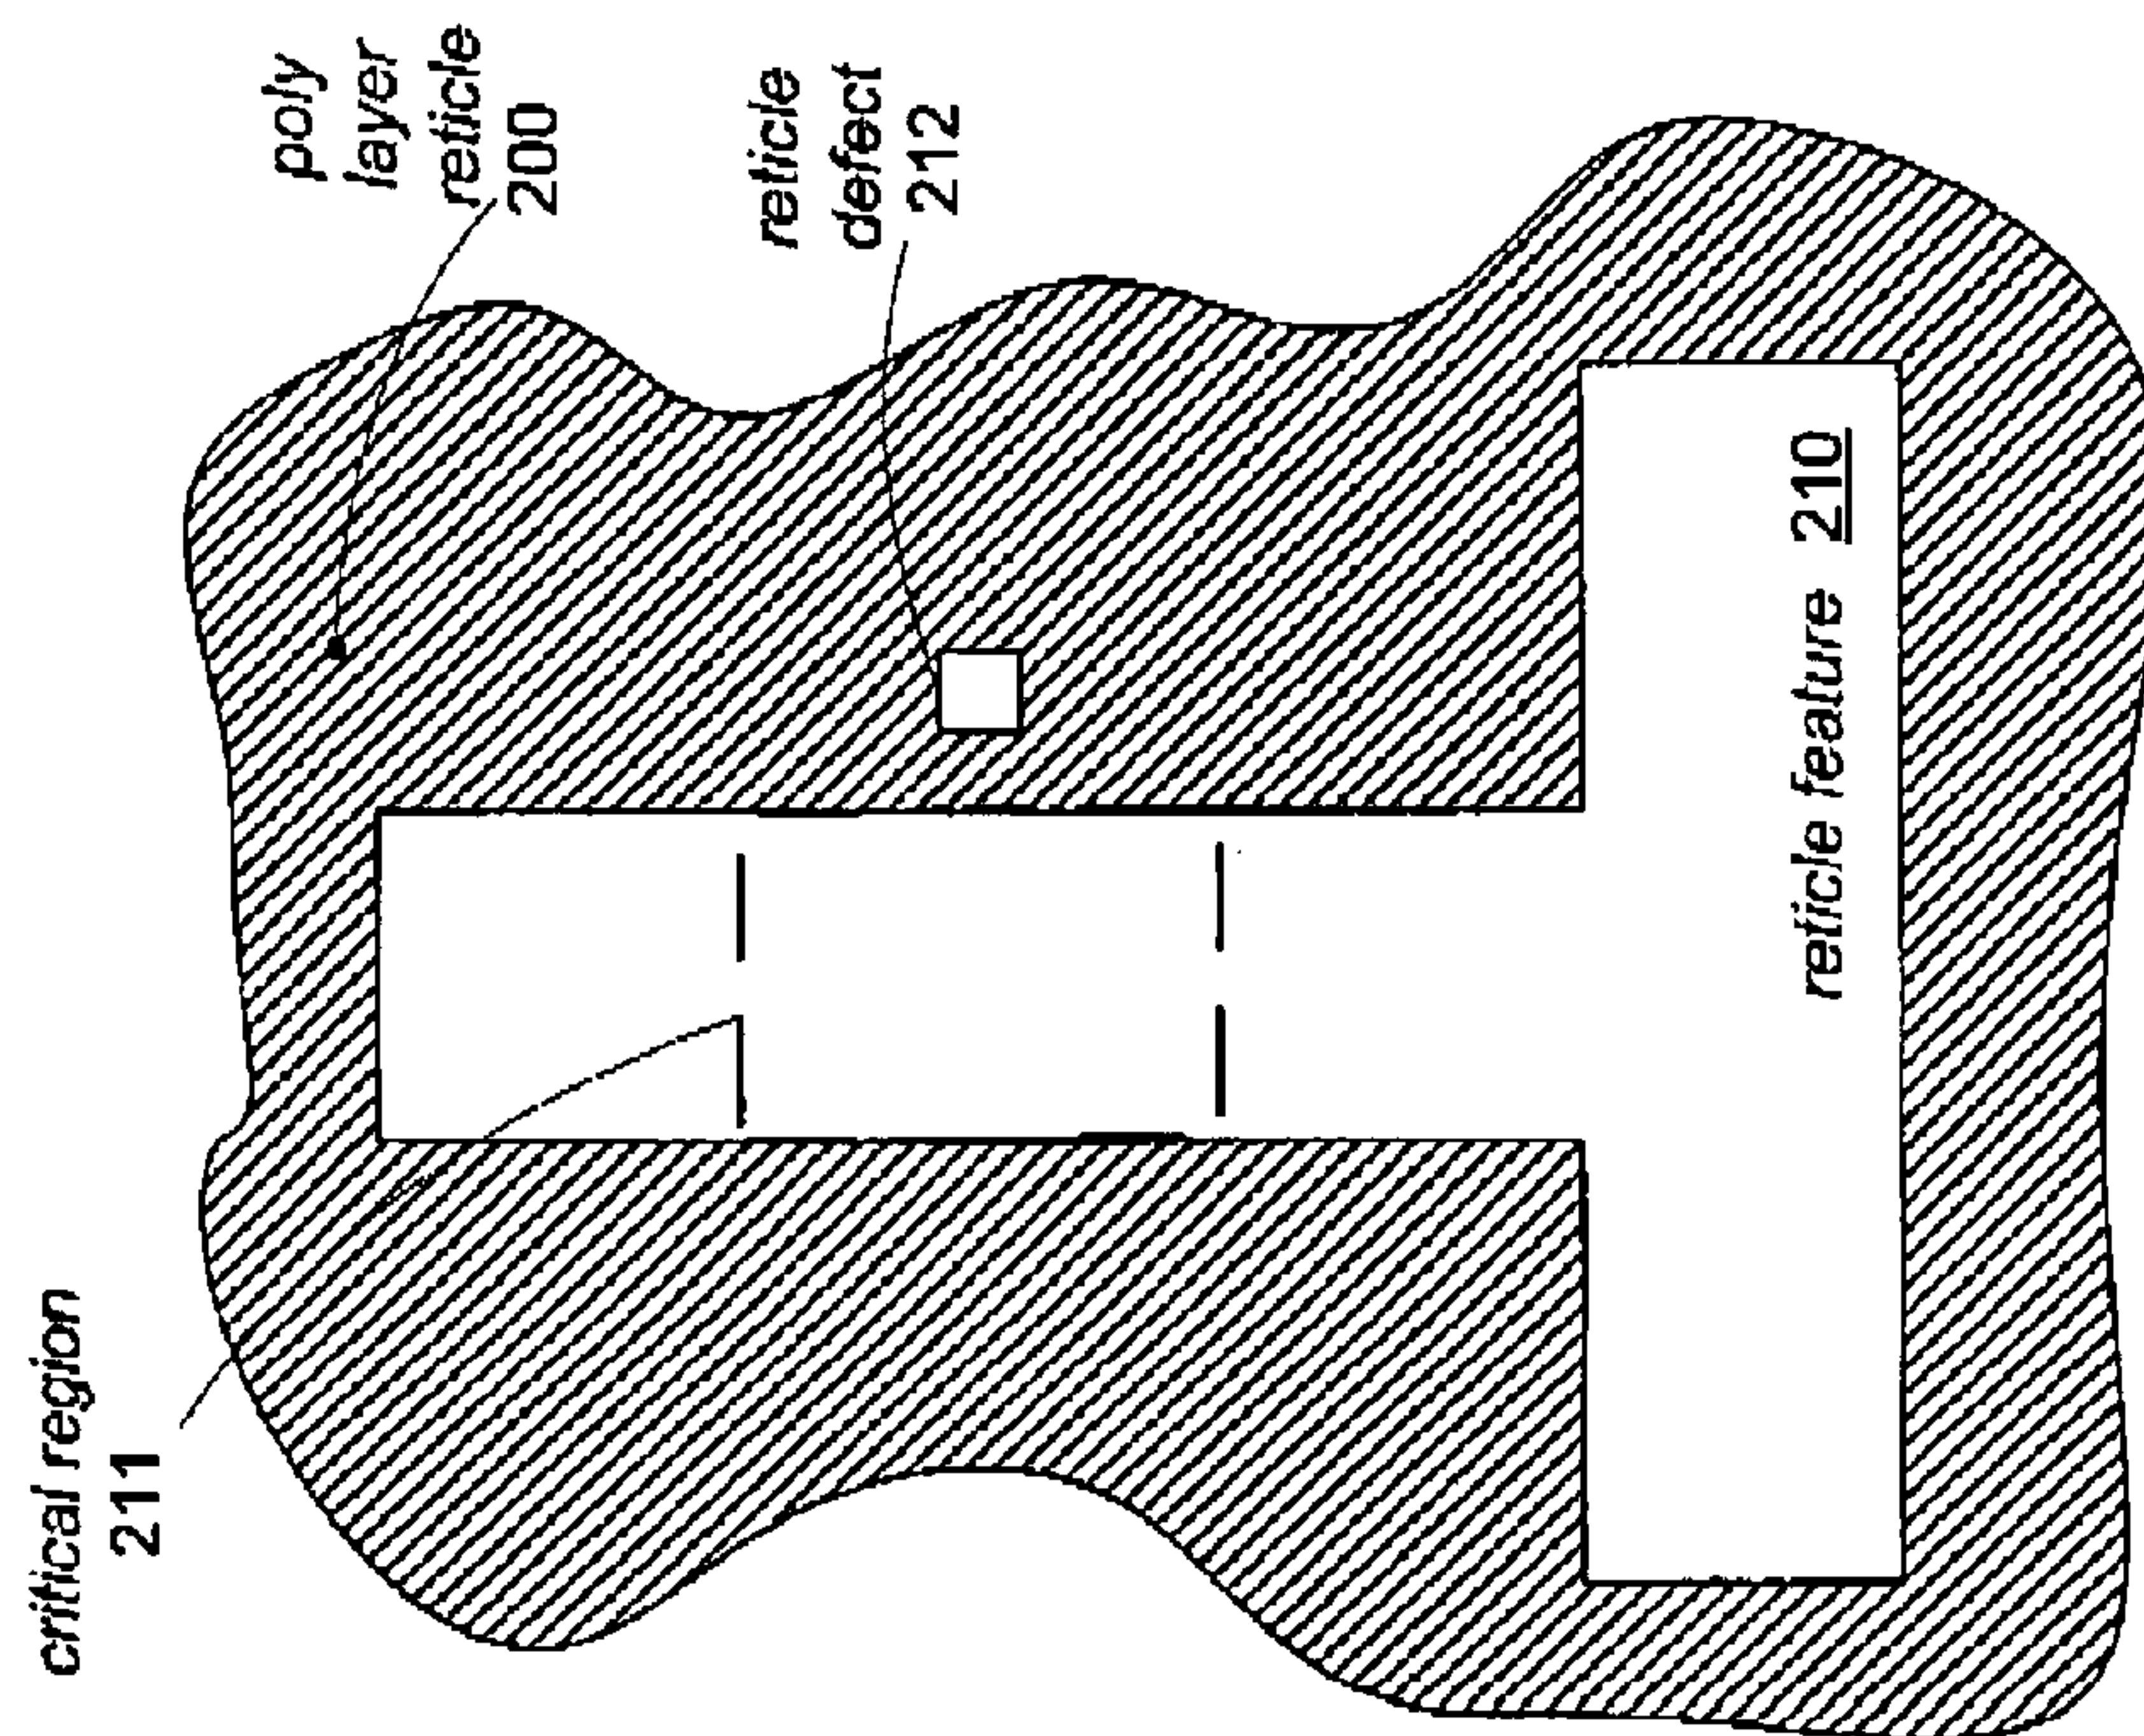 critical region
211
poly
layer
reticle
200
reticle
defect
212
reticle feature 210